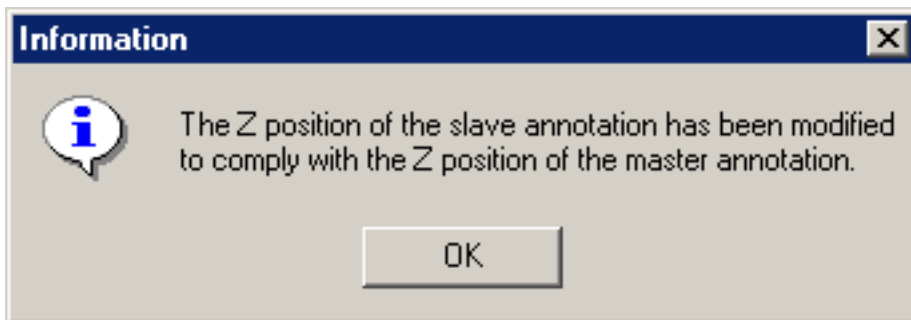 Information
The Z position of the slave annotation has been modified
to comply with the Z position of the master annotation.
OK